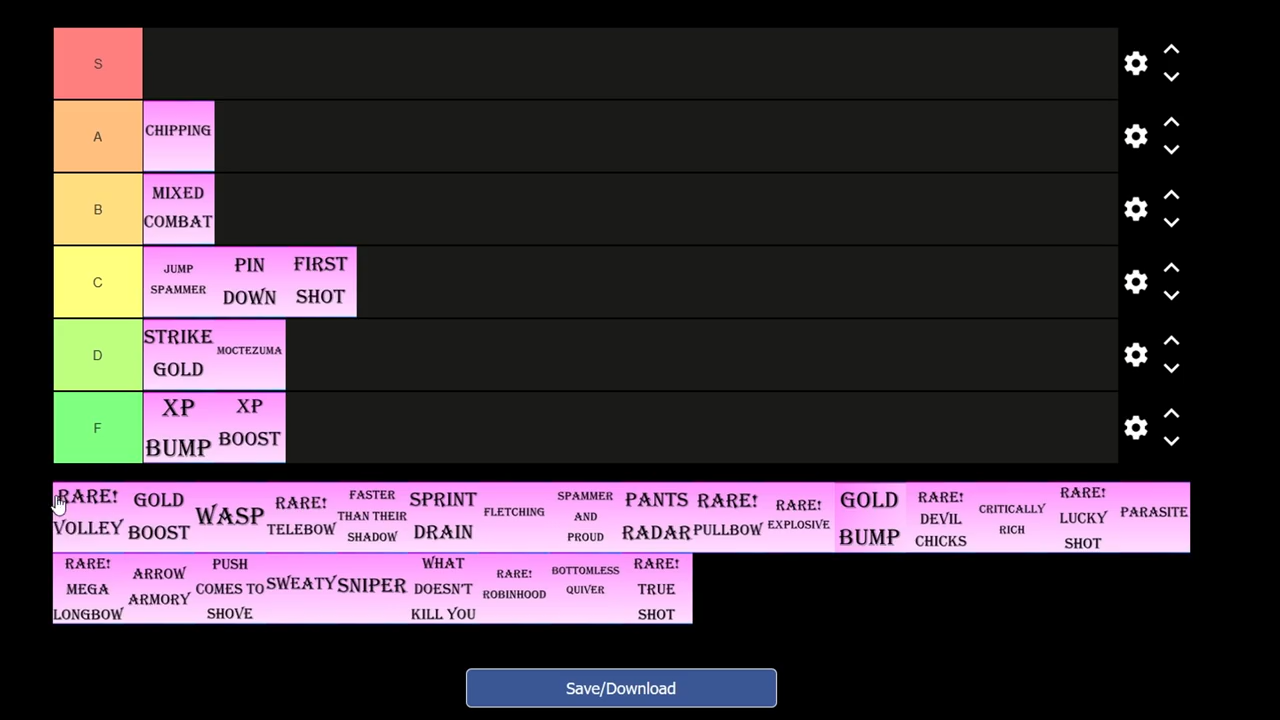 S
A
CHIPPING
B
MIXED
COMBAT
C
JUMP
SPAMMER
PIN
DOWN
FIRST
SHOT
D
STRIKE
GOLD
MOCTEZUMA
F
XP
BUMP
XP
BOOST
RARE!
VOLLEY
GOLD
BOOST
WASP
RARE!
TELEBOW
FASTER
THAN THEIR
SHADOW
SPRINT
DRAIN
FLETCHING
SPAMMER
AND
PROUD
PANTS
RADAR
RARE!
PULLBOW
RARE!
EXPLOSIVE
GOLD
BUMP
RARE!
DEVIL
CHICKS
CRITICALLY
RICH
RARE!
LUCKY
SHOT
PARASITE
RARE!
MEGA
LONGBOW
ARROW
ARMORY
PUSH
COMES TO
SHOVE
SWEATY
SNIPER
WHAT
DOESN'T
KILL YOU
RARE!
ROBINHOOD
BOTTOMLESS
QUIVER
RARE!
TRUE
SHOT
Save/Download